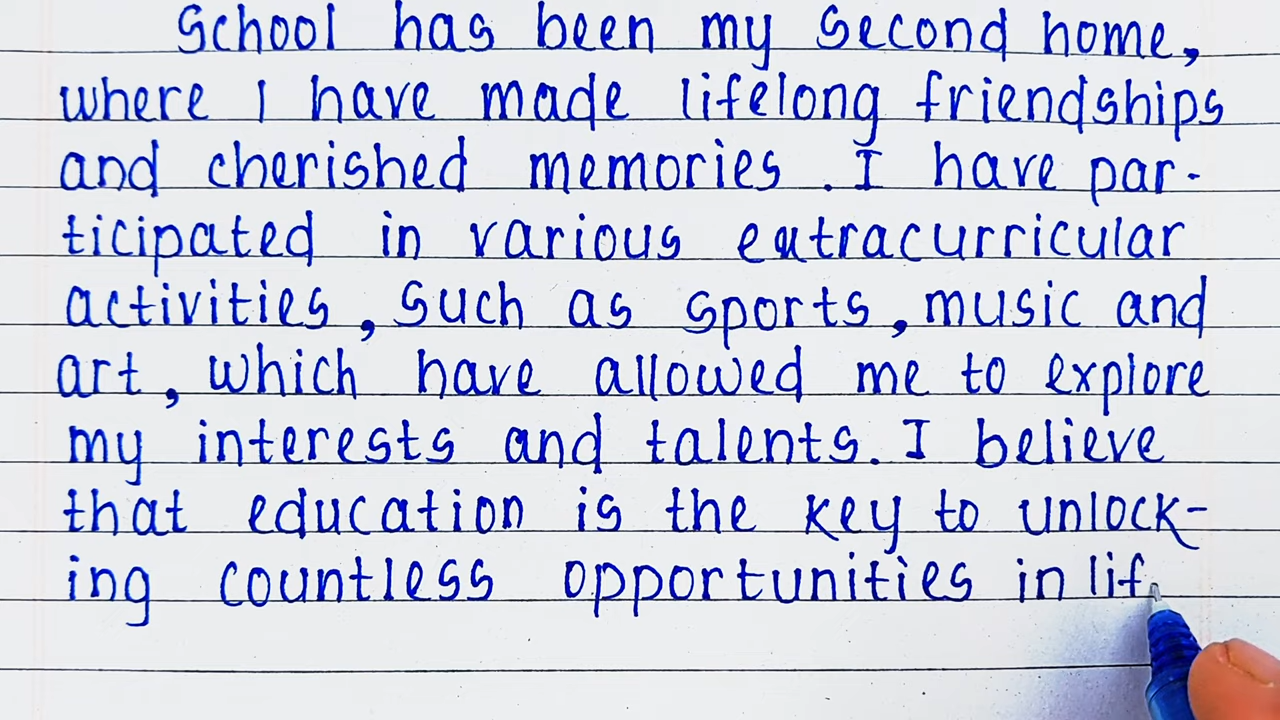 School has been my second home,
where I have made lifelong friendships
and cherished memories. I have par-
ticipated in various extracurricular
activities, such as sports, music and
art, which have allowed me to explore
my interests and talents. I believe
that education is the key to unlock-
ing countless opportunities in lif